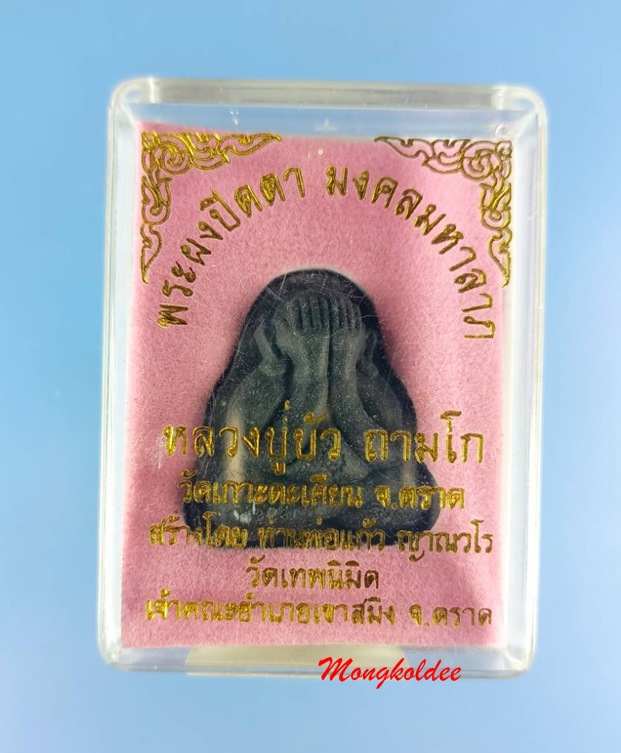 พระผงปิดตา มงคลมหาลาภ
หลวงปู่บัว ถามโก
วัดเกาะตะเคียน จ.ตราด
สร้างโดย ท่านพ่อแก้ว ญาณวโร
วัดเทพนิมิต
เจ้าคณะอำเภอเขาสมิง จ.ตราด
Mongkoldee